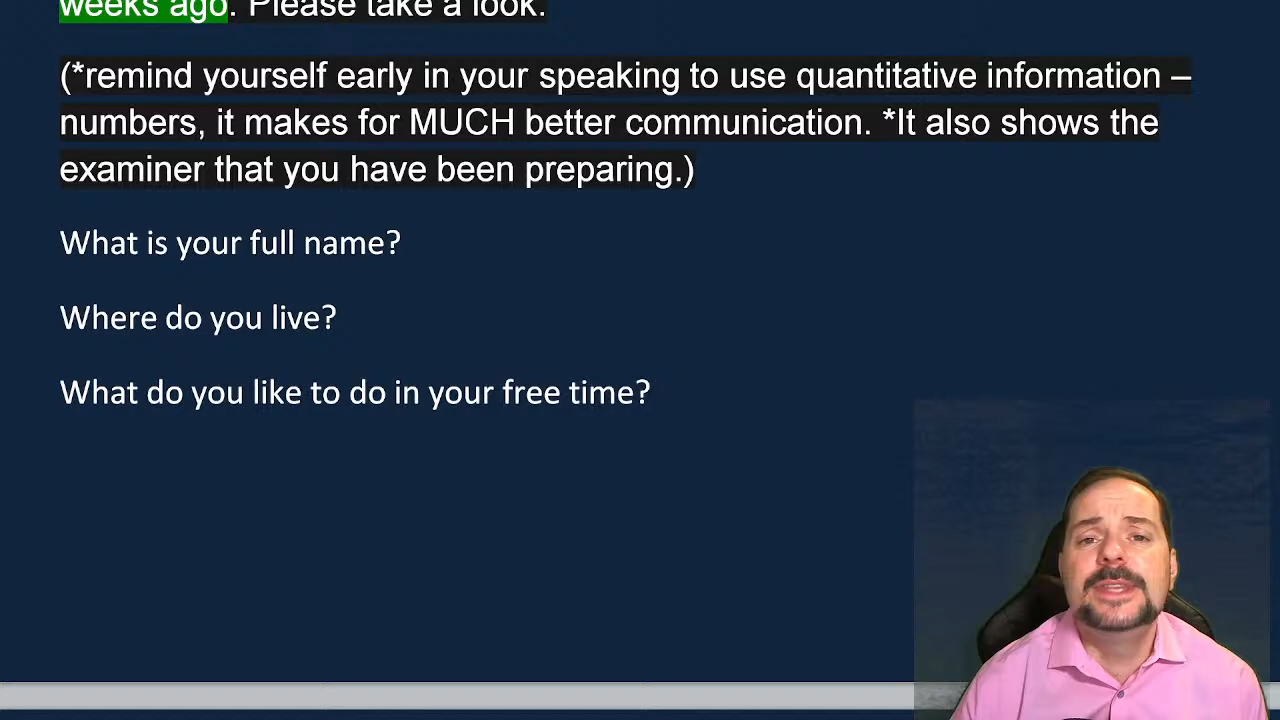 weeks ago. Please take a look.
(*remind yourself early in your speaking to use quantitative information –
numbers, it makes for MUCH better communication. *It also shows the
examiner that you have been preparing.)
What is your full name?
Where do you live?
What do you like to do in your free time?